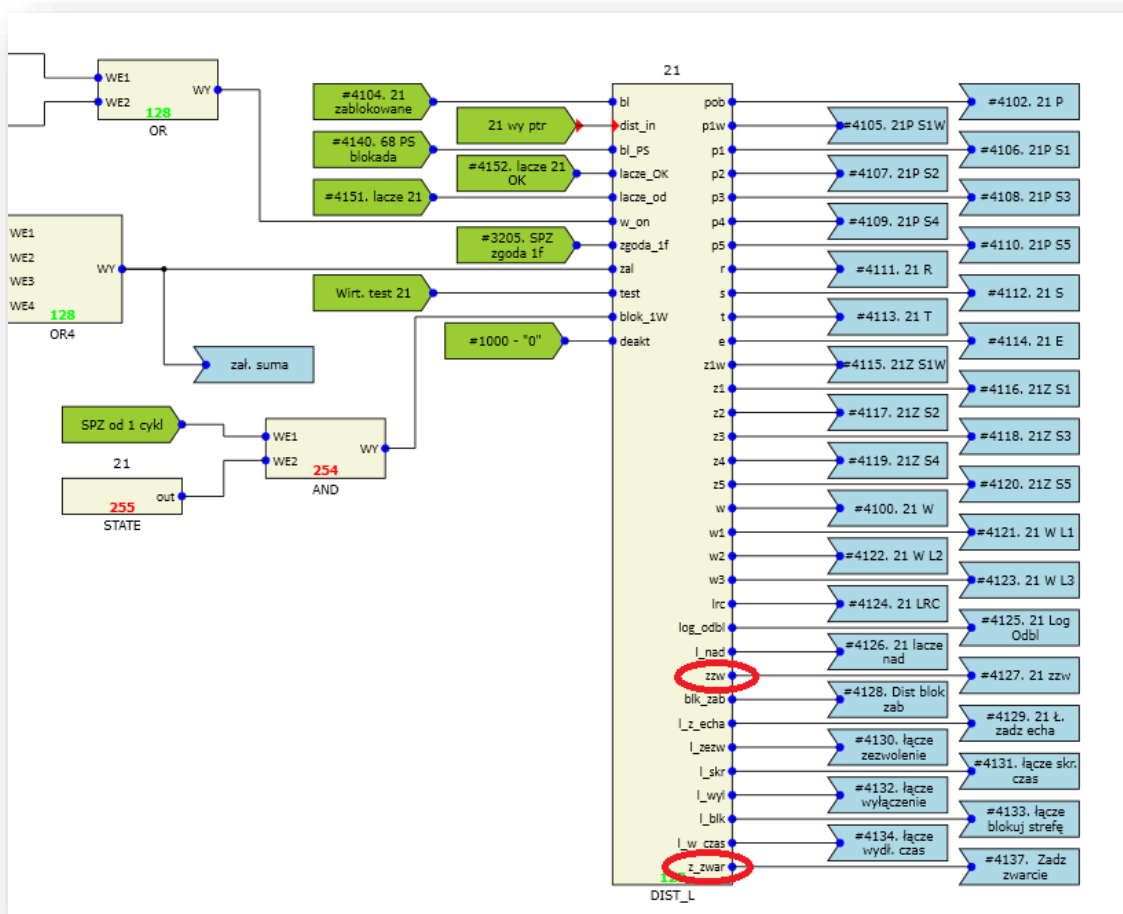 WE1
WE2
WY
128
OR
WE1
WE2
WE3
WE4
WY
128
OR4
zał. suma
SPZ od 1 cykl
21
out
255
STATE
WE1
WE2
WY
254
AND
#4104. 21
zablokowane
21 wy ptr
#4140. 68 PS
blokada
#4152. lacze 21
OK
#4151. lacze 21
#3205. SPZ
zgoda 1f
Wirt. test 21
#1000 - "0"
21
bl
dist_in
bl_PS
lacze_OK
lacze_od
w_on
zgoda_1f
zal
test
blok_1W
deakt
pob
p1w
p1
p2
p3
p4
p5
r
s
t
e
z1w
z1
z2
z3
z4
z5
w
w1
w2
w3
lrc
log_odbl
l_nad
zzw
blk_zab
l_z_echa
l_zezw
l_skr
l_wyl
l_blk
l_w_czas
z_zwar
DIST_L
#4102. 21 P
#4105. 21P S1W
#4106. 21P S1
#4107. 21P S2
#4108. 21P S3
#4109. 21P S4
#4110. 21P S5
#4111. 21 R
#4112. 21 S
#4113. 21 T
#4114. 21 E
#4115. 21Z S1W
#4116. 21Z S1
#4117. 21Z S2
#4118. 21Z S3
#4119. 21Z S4
#4120. 21Z S5
#4100. 21 W
#4121. 21 W L1
#4122. 21 W L2
#4123. 21 W L3
#4124. 21 LRC
#4125. 21 Log
Odbl
#4126. 21 lacze
nad
#4127. 21 zzw
#4128. Dist blok
zab
#4129. 21 Ł.
zadz echa
#4130. łącze
zezwolenie
#4131. łącze skr.
czas
#4132. łącze
wyłączenie
#4133. łącze
blokuj strefę
#4134. łącze
wydł. czas
#4137. Zadz
zwarcie